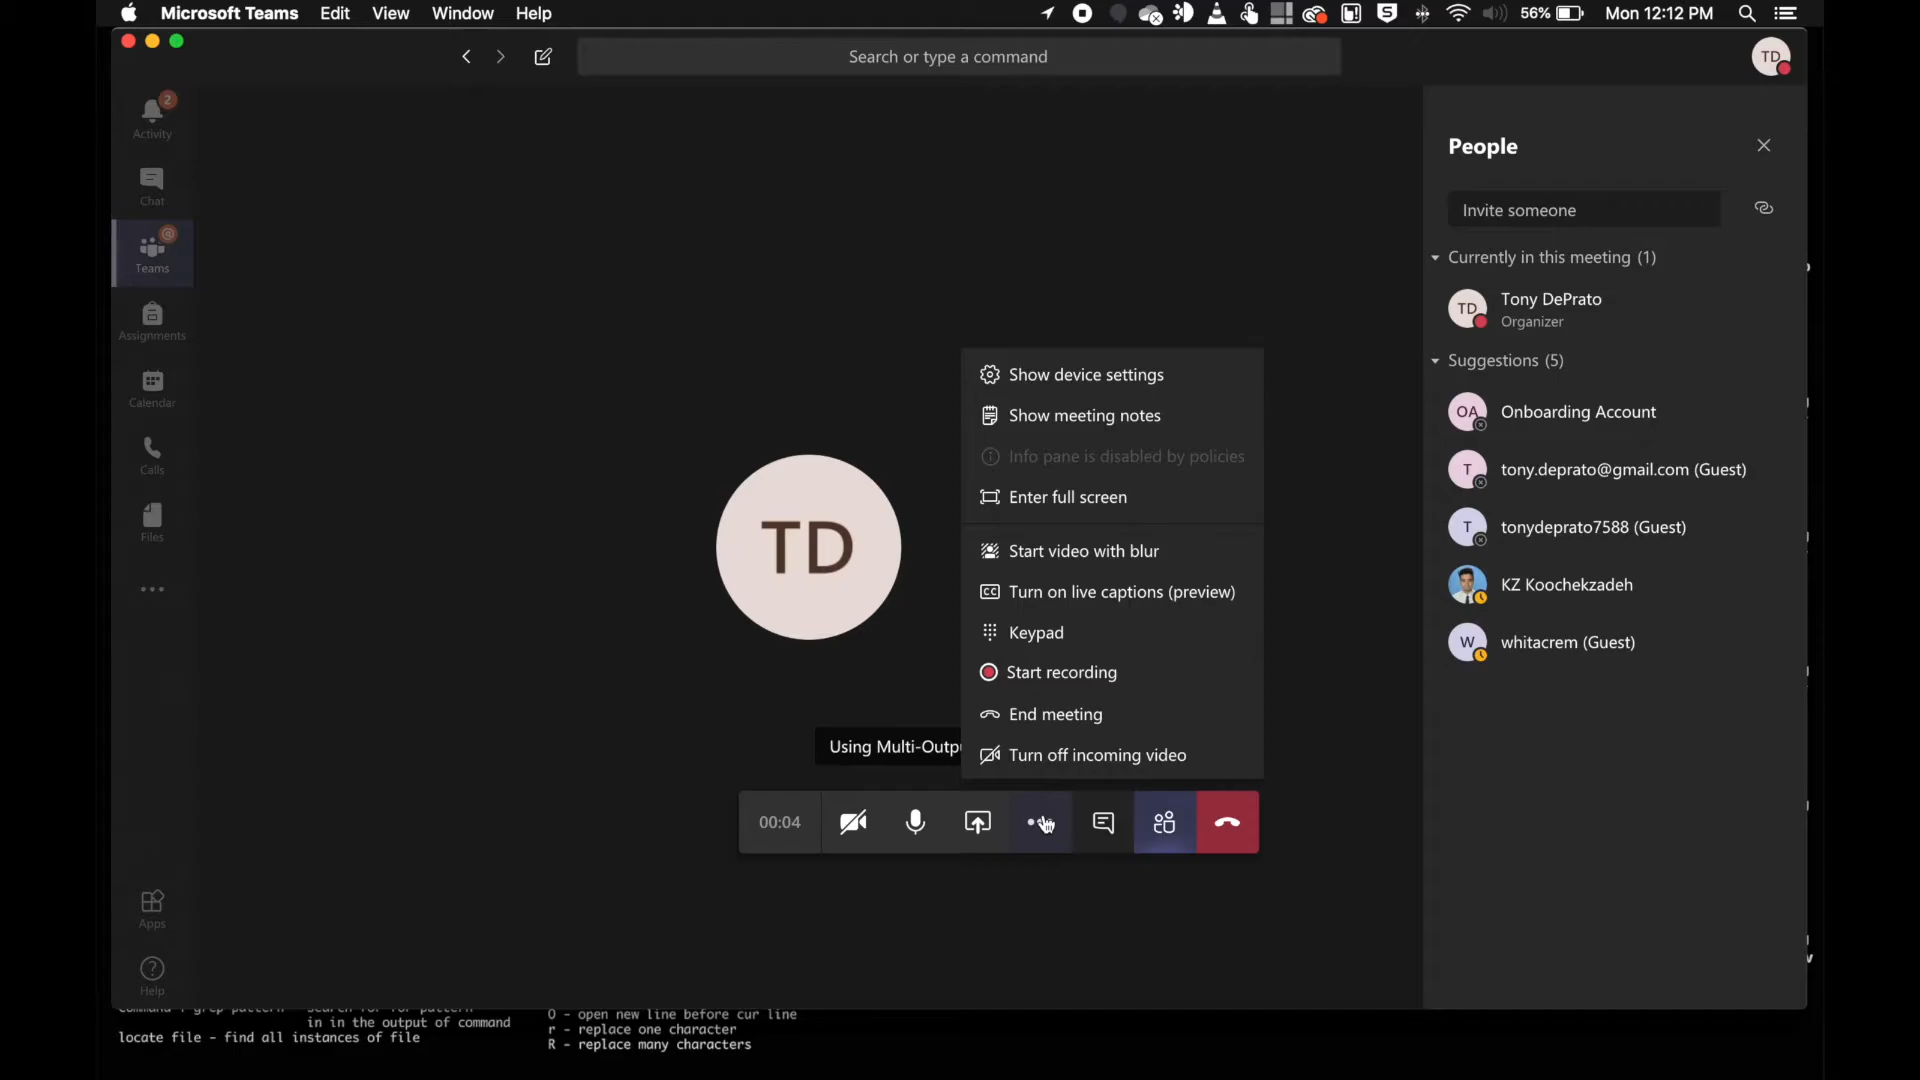 Microsoft Teams Edit View Window Help
56% Mon 12:12 PM
Search or type a command
TD
2
Activity
Chat
Teams
Assignments
Calendar
Calls
Files
Apps
Help
TD
Using Multi-Outpu
00:04
Show device settings
Show meeting notes
Info pane is disabled by policies
Enter full screen
Start video with blur
CC Turn on live captions (preview)
Keypad
Start recording
End meeting
Turn off incoming video
People
Invite someone
Currently in this meeting (1)
TD Tony DePrato
Organizer
Suggestions (5)
OA Onboarding Account
T tony.deprato@gmail.com (Guest)
T tonydeprato7588 (Guest)
KZ Koochekzadeh
W whitacrem (Guest)
in in the output of command
locate file - find all instances of file
O - open new line before cur line
r - replace one character
R - replace many characters